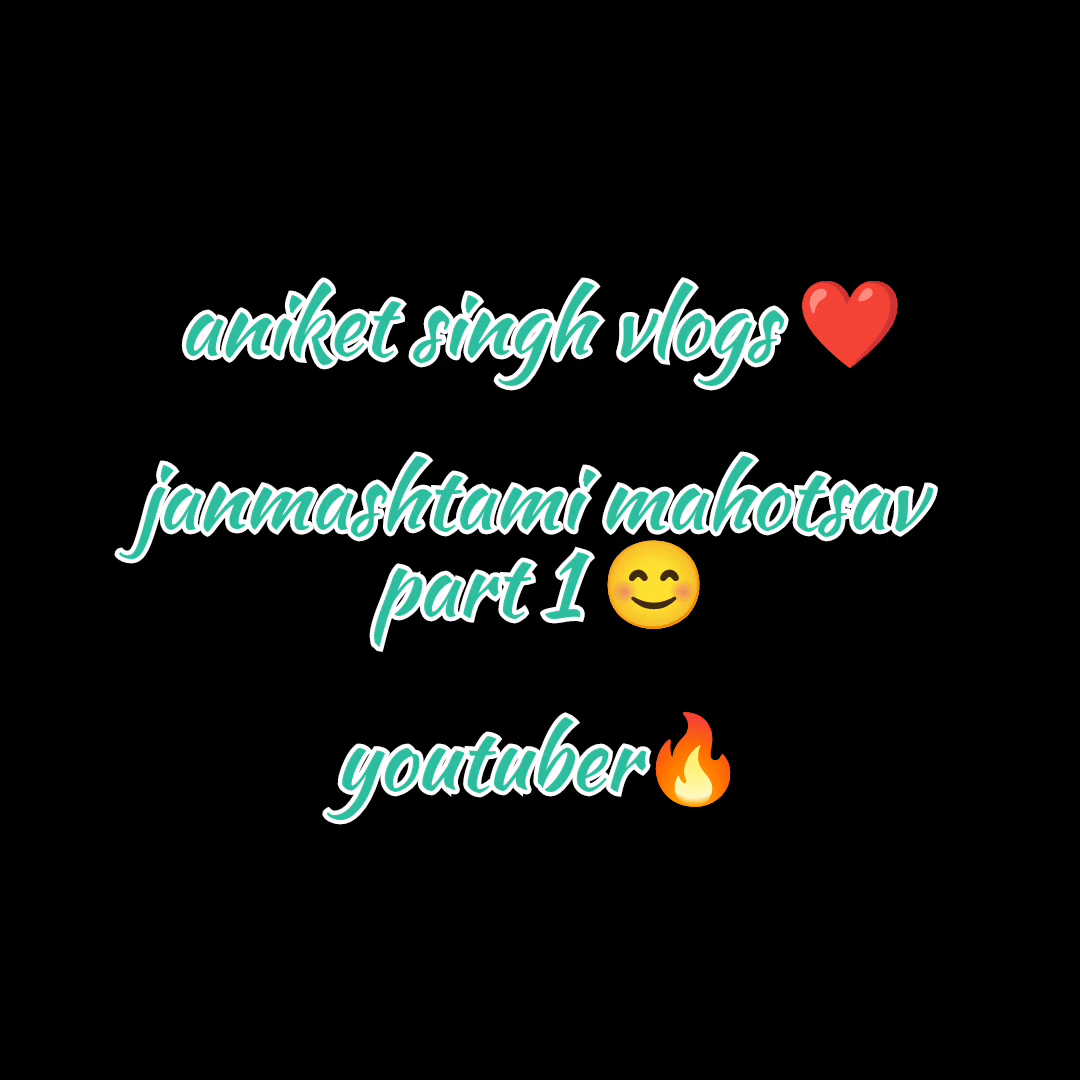 aniket singh vlogs ❤️
janmashtami mahotsav
part 1 😊
youtuber🔥